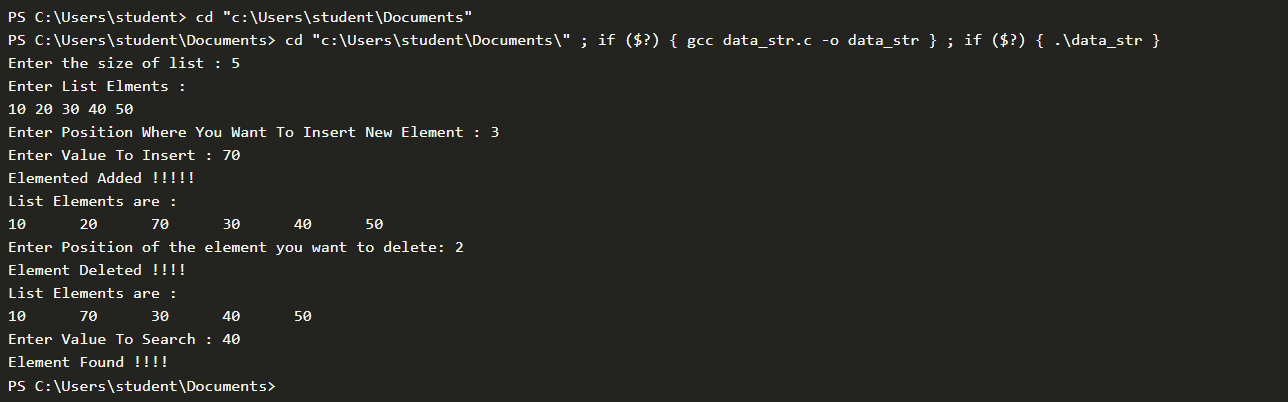 PS C:\Users\student> cd "c:\Users\student\Documents"
PS C:\Users\student\Documents> cd "c:\Users\student\Documents\" ; if ($?) { gcc data_str.c -o data_str } ; if ($?) { .\data_str }
Enter the size of list : 5
Enter List Elments :
10 20 30 40 50
Enter Position Where You Want To Insert New Element : 3
Enter Value To Insert : 70
Elemented Added !!!!!
List Elements are :
10      20      70      30      40      50
Enter Position of the element you want to delete: 2
Element Deleted !!!!
List Elements are :
10      70      30      40      50
Enter Value To Search : 40
Element Found !!!!
PS C:\Users\student\Documents>